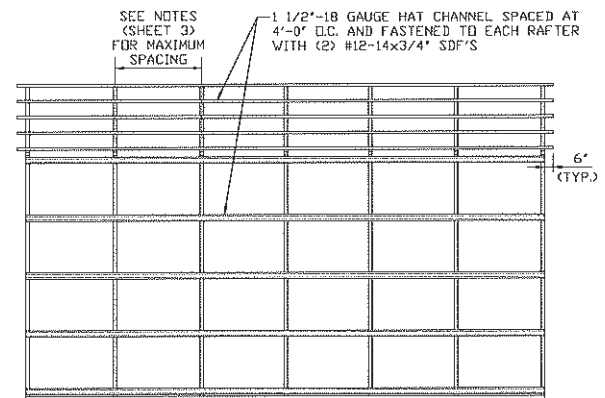 SEE NOTES
(SHEET 3)
FOR MAXIMUM
SPACING
1 1/2"-18 GAUGE HAT CHANNEL SPACED AT
4'-0" O.C. AND FASTENED TO EACH RAFTER
WITH (2) #12-14x3/4" SDF'S
6"
(TYP.)